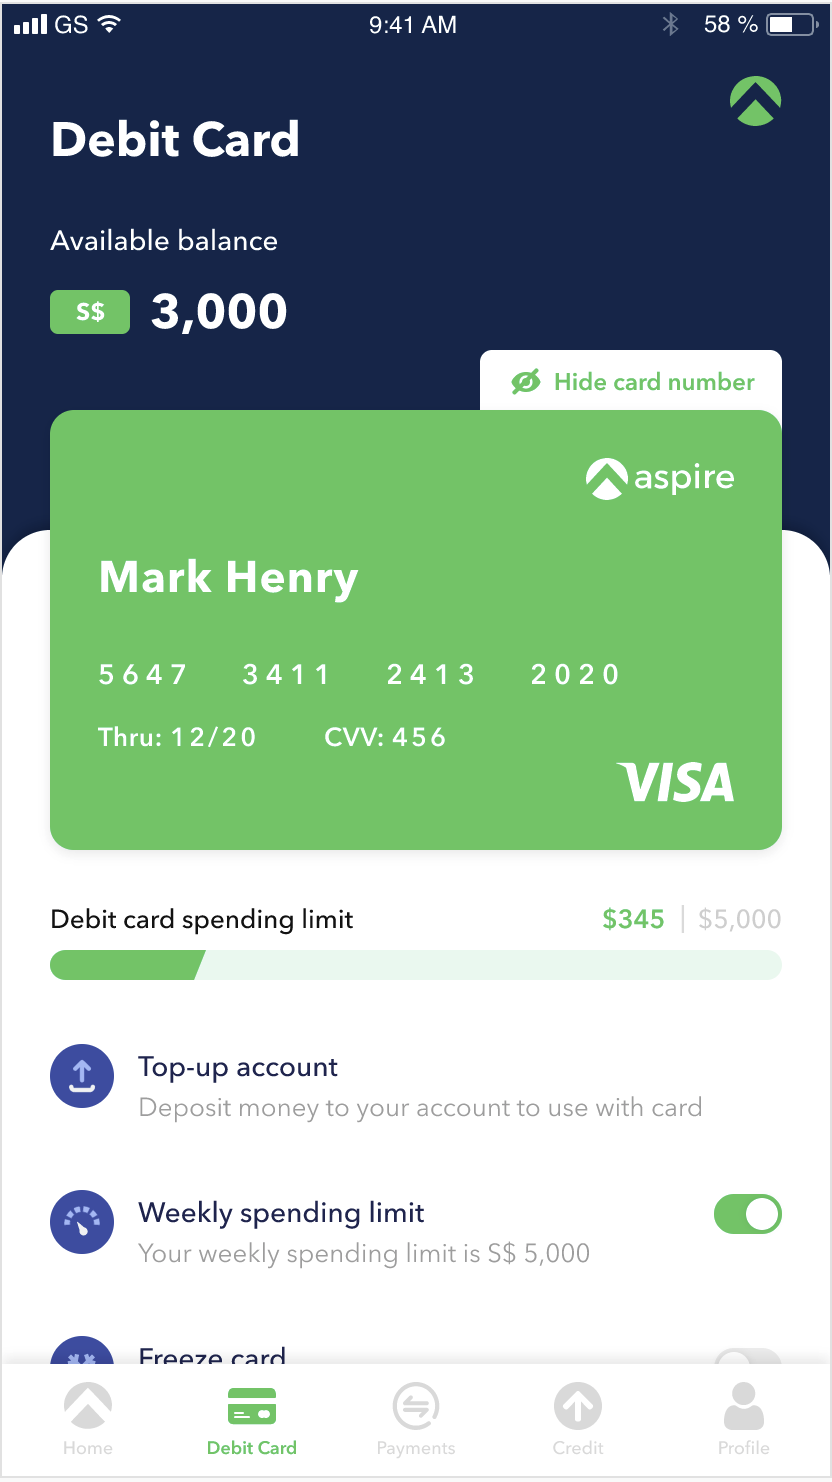 GS 9:41 AM 58 %
Debit Card
Available balance
S$ 3,000
Hide card number
aspire
Mark Henry
5647 3411 2413 2020
Thru: 12/20 CVV: 456
VISA
Debit card spending limit $345 | $5,000
Top-up account
Deposit money to your account to use with card
Weekly spending limit
Your weekly spending limit is S$ 5,000
Freeze card
Home Debit Card Payments Credit Profile